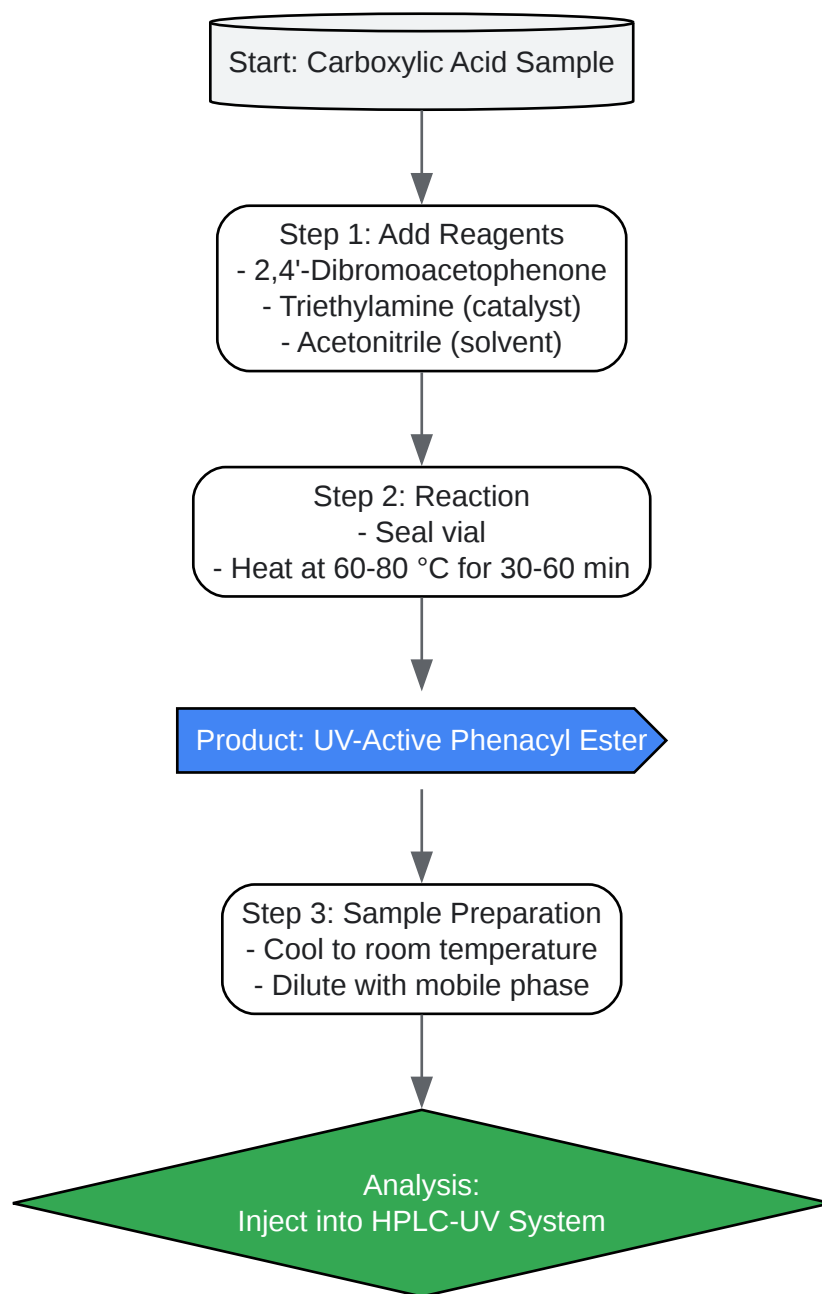 Start: Carboxylic Acid Sample
Step 1: Add Reagents
- 2,4'-Dibromoacetophenone
- Triethylamine (catalyst)
- Acetonitrile (solvent)
Step 2: Reaction
- Seal vial
- Heat at 60-80 °C for 30-60 min
Product: UV-Active Phenacyl Ester
Step 3: Sample Preparation
- Cool to room temperature
- Dilute with mobile phase
Analysis:
Inject into HPLC-UV System